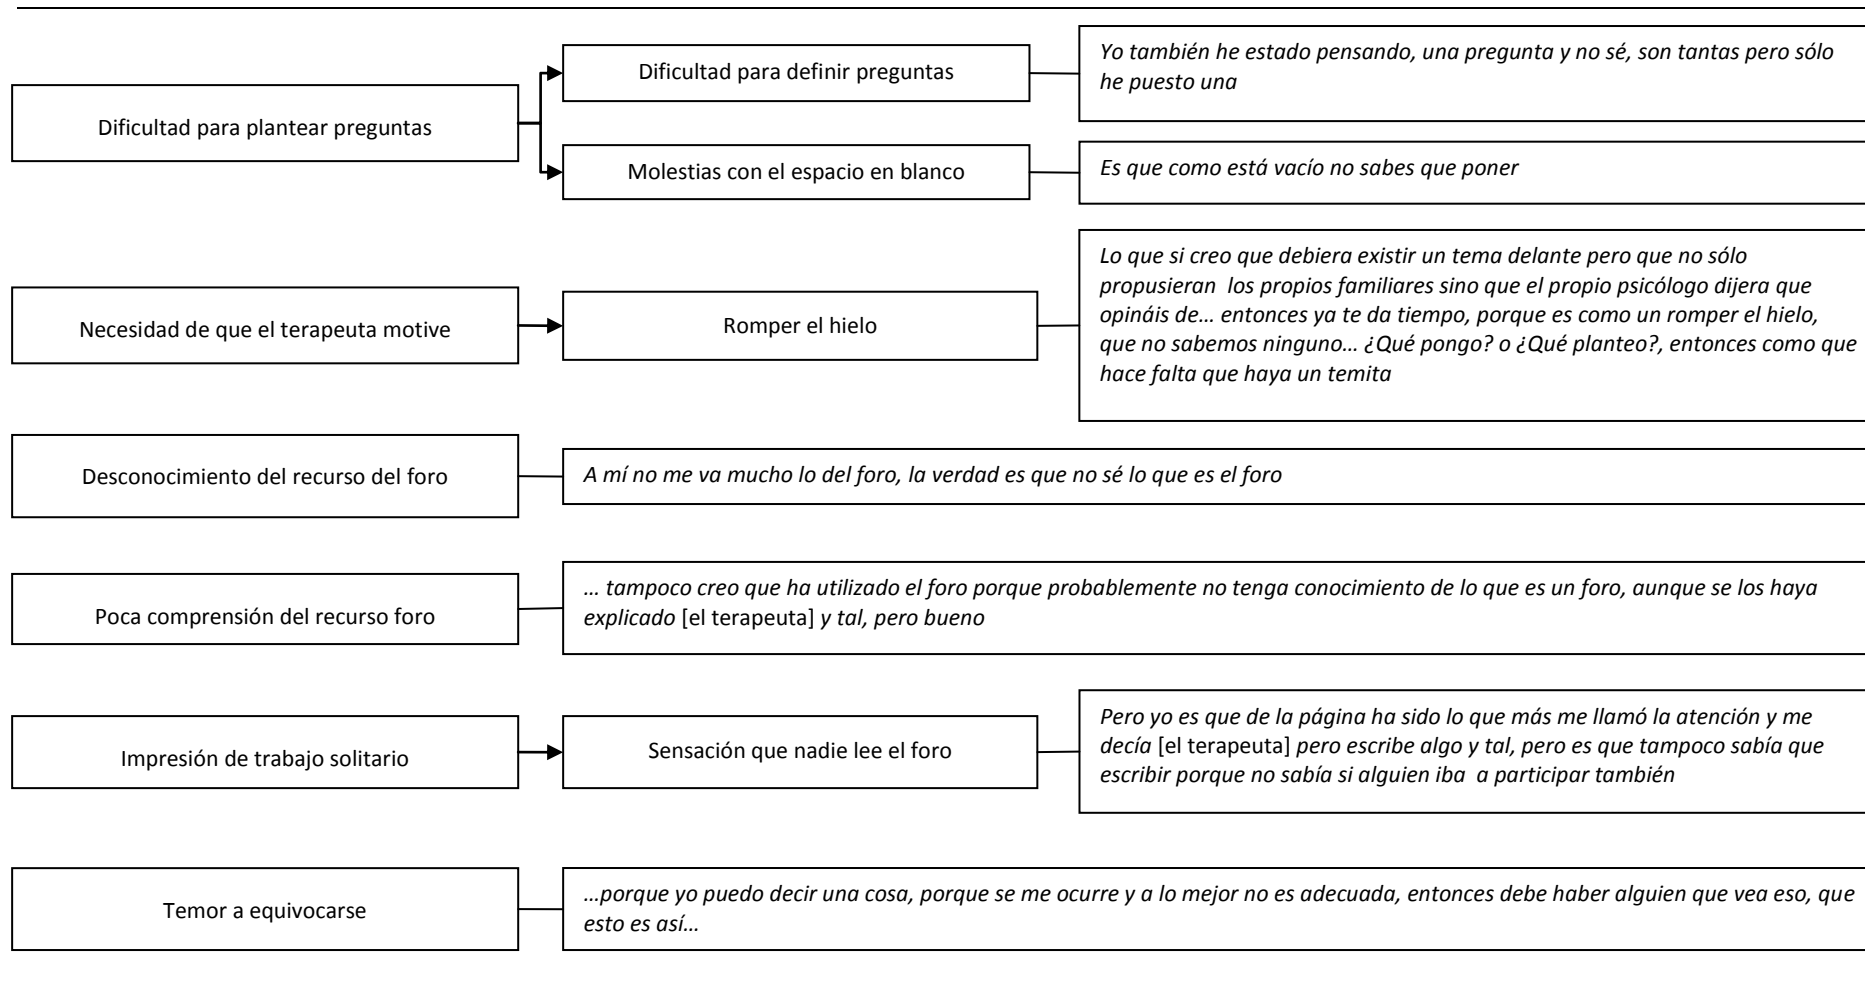 Dificultad para plantear preguntas
Dificultad para definir preguntas
Yo también he estado pensando, una pregunta y no sé, son tantas pero sólo
he puesto una
Molestias con el espacio en blanco
Es que como está vacío no sabes que poner
Necesidad de que el terapeuta motive
Romper el hielo
Lo que si creo que debiera existir un tema delante pero que no sólo
propusieran los propios familiares sino que el propio psicólogo dijera que
opináis de... entonces ya te da tiempo, porque es como un romper el hielo,
que no sabemos ninguno... ¿Qué pongo? o ¿Qué planteo?, entonces como que
hace falta que haya un temita
Desconocimiento del recurso del foro
A mí no me va mucho lo del foro, la verdad es que no sé lo que es el foro
Poca comprensión del recurso foro
... tampoco creo que ha utilizado el foro porque probablemente no tenga conocimiento de lo que es un foro, aunque se los haya
explicado [el terapeuta] y tal, pero bueno
Impresión de trabajo solitario
Sensación que nadie lee el foro
Pero yo es que de la página ha sido lo que más me llamó la atención y me
decía [el terapeuta] pero escribe algo y tal, pero es que tampoco sabía que
escribir porque no sabía si alguien iba a participar también
Temor a equivocarse
...porque yo puedo decir una cosa, porque se me ocurre y a lo mejor no es adecuada, entonces debe haber alguien que vea eso, que
esto es así...